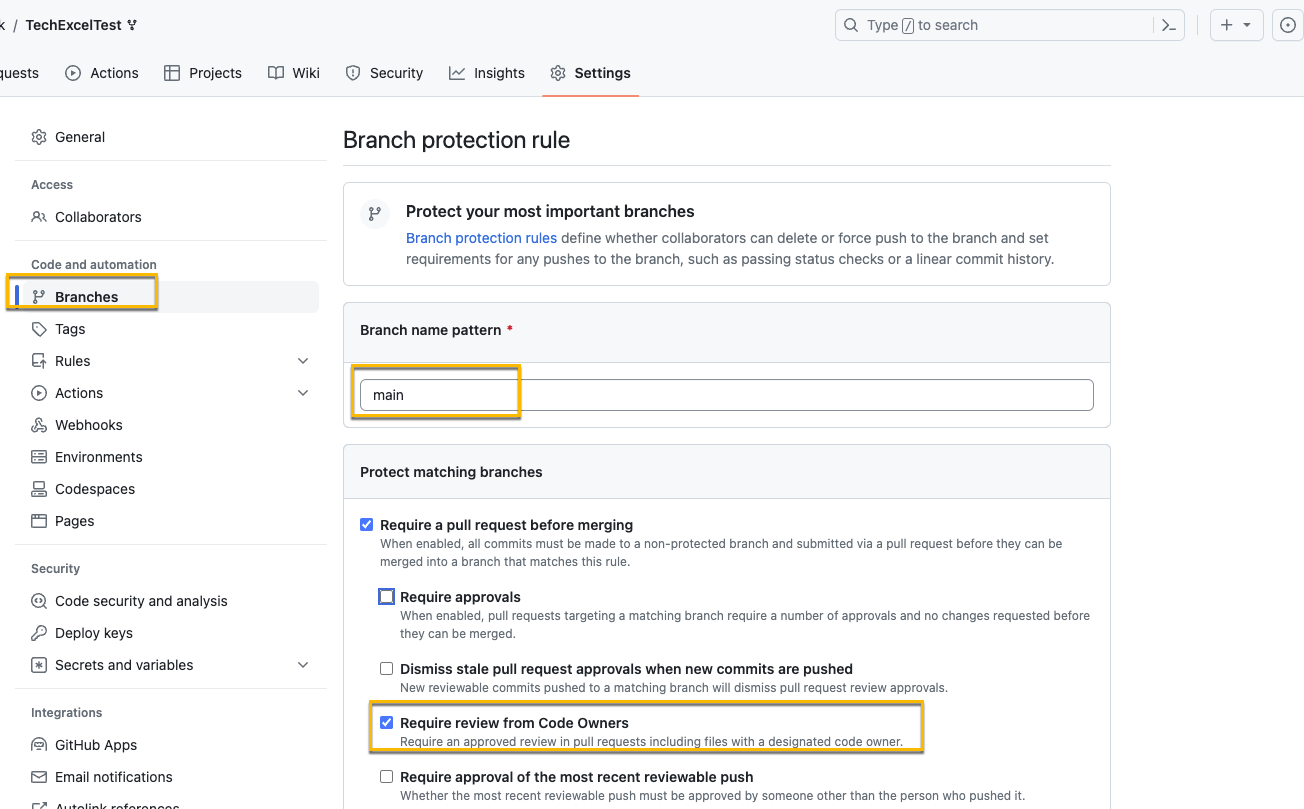 k / TechExcelTest
Type / to search
quests Actions Projects Wiki Security Insights Settings
General
Access
Collaborators
Code and automation
Branches
Tags
Rules
Actions
Webhooks
Environments
Codespaces
Pages
Security
Code security and analysis
Deploy keys
Secrets and variables
Integrations
GitHub Apps
Email notifications
Autolink references
Branch protection rule
Protect your most important branches
Branch protection rules define whether collaborators can delete or force push to the branch and set
requirements for any pushes to the branch, such as passing status checks or a linear commit history.
Branch name pattern *
main
Protect matching branches
Require a pull request before merging
When enabled, all commits must be made to a non-protected branch and submitted via a pull request before they can be
merged into a branch that matches this rule.
Require approvals
When enabled, pull requests targeting a matching branch require a number of approvals and no changes requested before
they can be merged.
Dismiss stale pull request approvals when new commits are pushed
New reviewable commits pushed to a matching branch will dismiss pull request review approvals.
Require review from Code Owners
Require an approved review in pull requests including files with a designated code owner.
Require approval of the most recent reviewable push
Whether the most recent reviewable push must be approved by someone other than the person who pushed it.